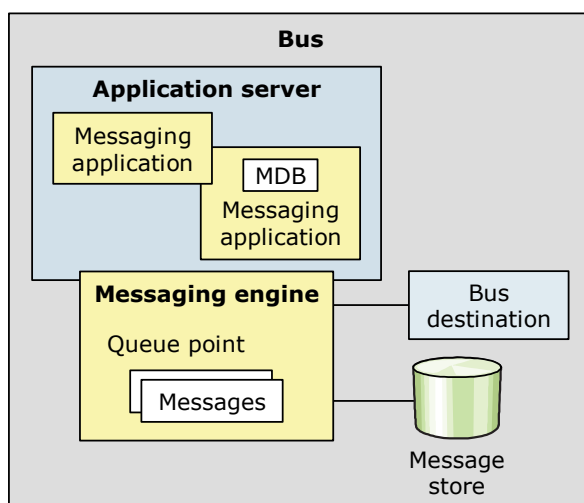 Bus
Application server
Messaging
application
MDB
Messaging
application
Messaging engine
Queue point
Messages
Bus
destination
Message
store